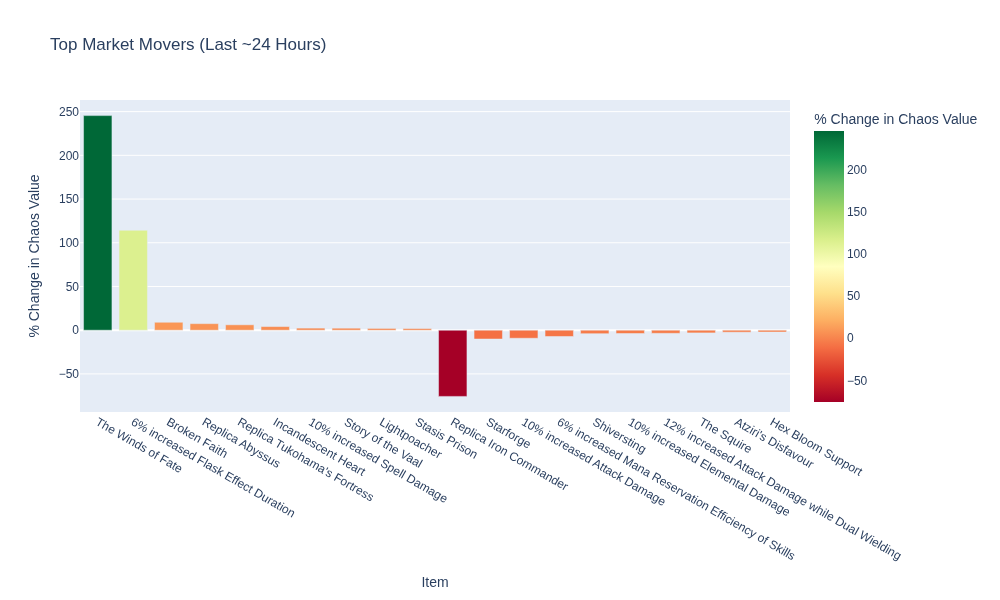 Top Market Movers (Last ~24 Hours)
% Change in Chaos Value
250
200
150
100
50
0
−50
% Change in Chaos Value
200
150
100
50
0
−50
The Winds of Fate
6% increased Flask Effect Duration
Broken Faith
Replica Abyssus
Replica Tukohama's Fortress
Incandescent Heart
10% increased Spell Damage
Story of the Vaal
Lightpoacher
Stasis Prison
Replica Iron Commander
Starforge
10% increased Attack Damage
6% increased Mana Reservation Efficiency of Skills
Shiversting
10% increased Elemental Damage
12% increased Attack Damage while Dual Wielding
The Squire
Atziri's Disfavour
Hex Bloom Support
Item